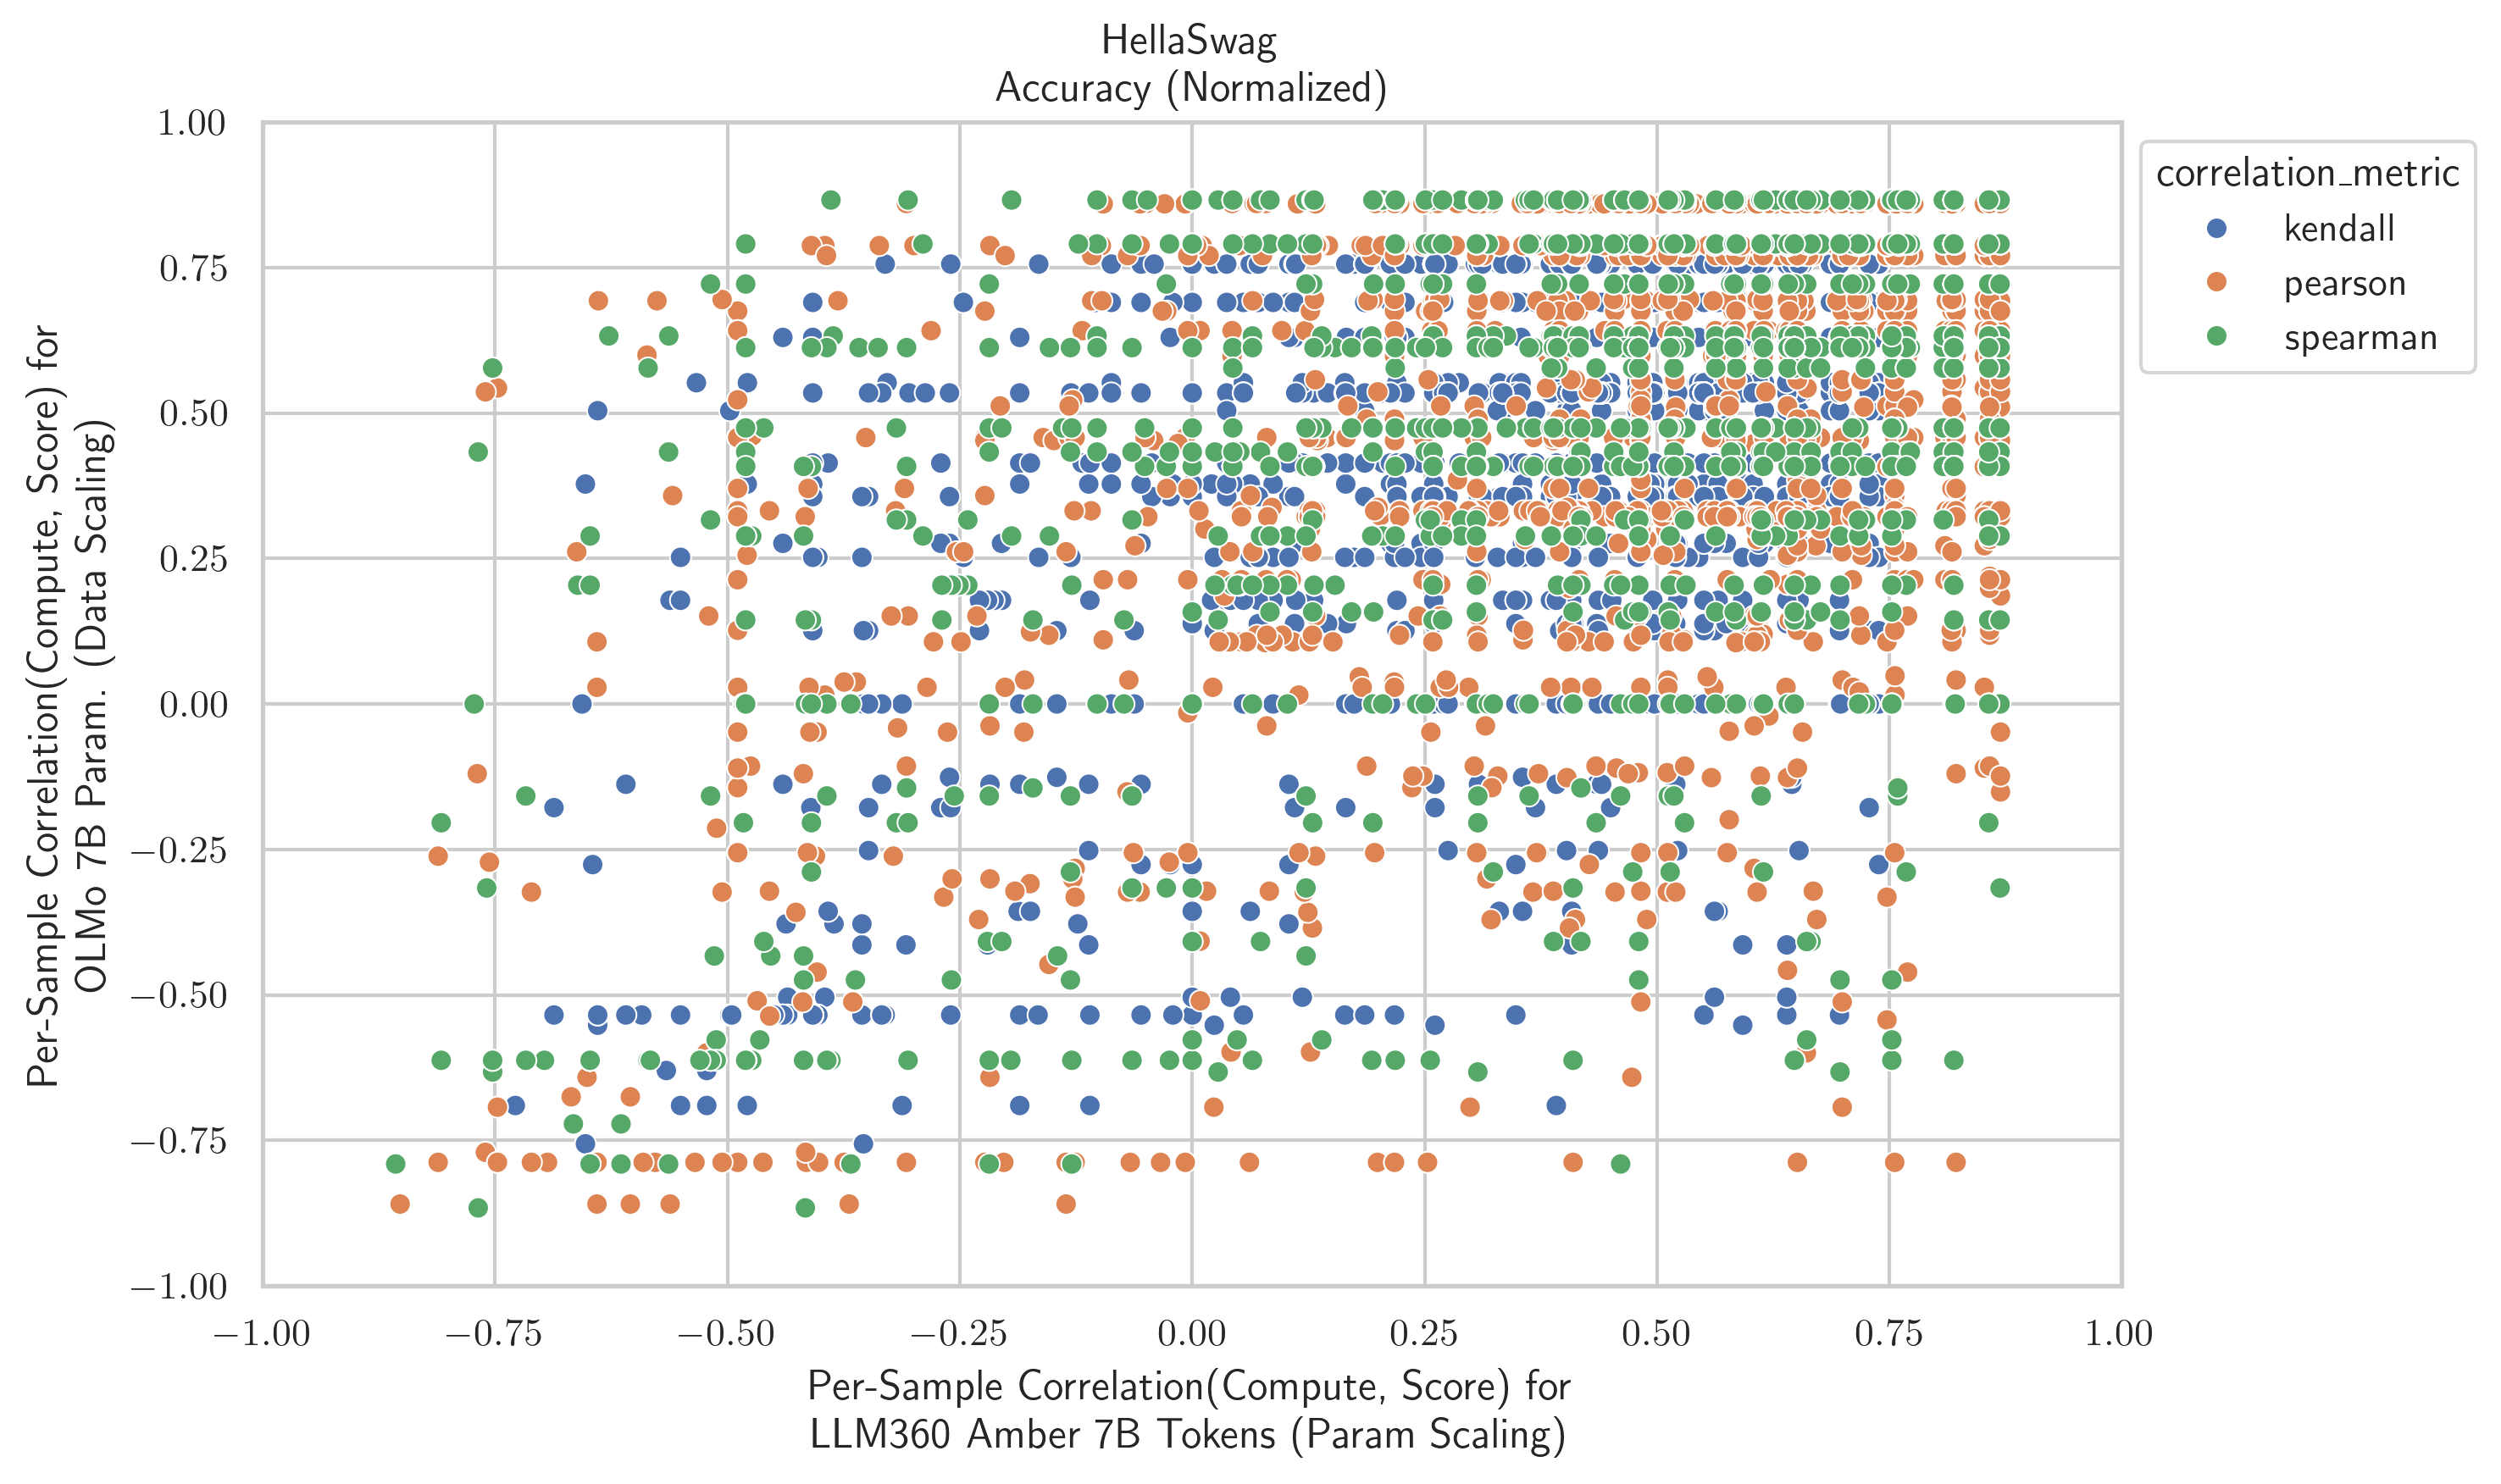 HellaSwag
Accuracy (Normalized)
Per-Sample Correlation(Compute, Score) for
OLMo 7B Param. (Data Scaling)
1.00
0.75
0.50
0.25
0.00
−0.25
−0.50
−0.75
−1.00
−1.00 −0.75 −0.50 −0.25 0.00 0.25 0.50 0.75 1.00
Per-Sample Correlation(Compute, Score) for
LLM360 Amber 7B Tokens (Param Scaling)
correlation_metric
kendall
pearson
spearman